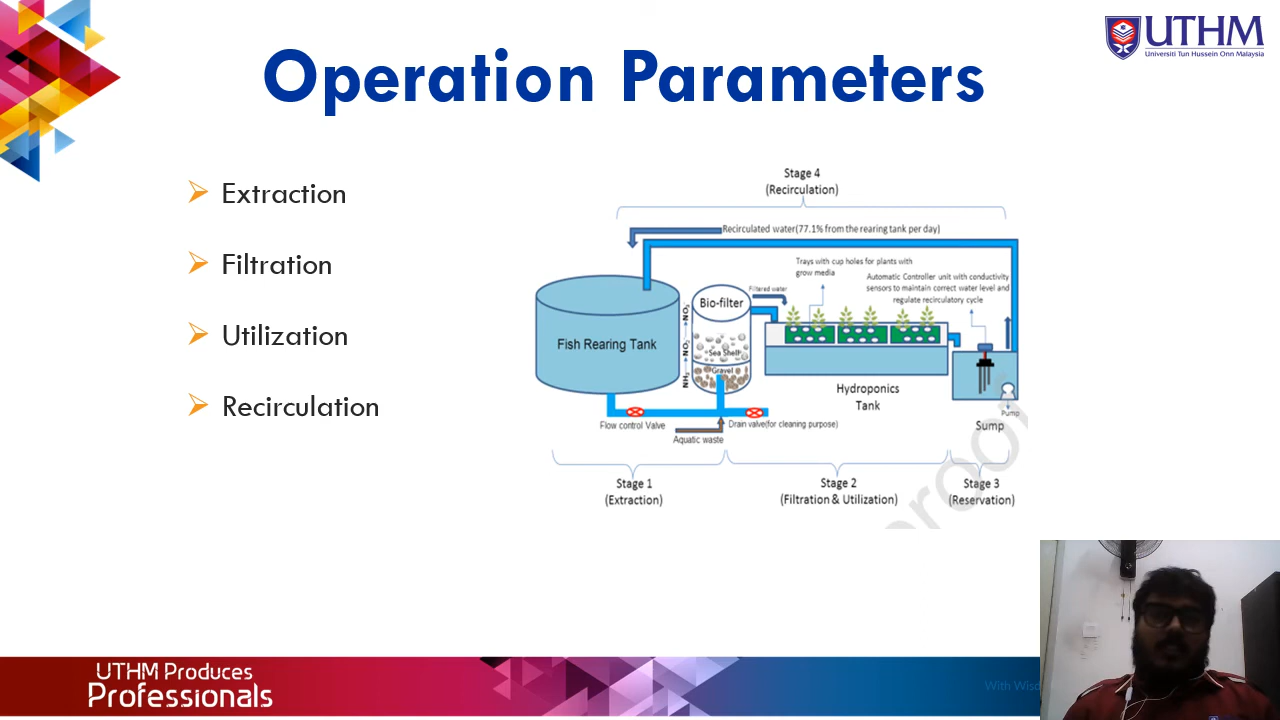 UTHM
Universiti Tun Hussein Onn Malaysia
Operation Parameters
Extraction
Filtration
Utilization
Recirculation
Stage 4
(Recirculation)
Recirculated water(77.1% from the rearing tank per day)
Trays with cup holes for plants with
grow media
Automatic Controller unit with conductivity
sensors to maintain correct water level and
regulate recirculatory cycle
Filtered water
Bio-filter
Fish Rearing Tank
Sea Shell
Gravel
Hydroponics
Tank
Pump
Sump
Flow control Valve
Drain valve(for cleaning purpose)
Aquatic waste
Stage 1
(Extraction)
Stage 2
(Filtration & Utilization)
Stage 3
(Reservation)
UTHM Produces
Professionals
With